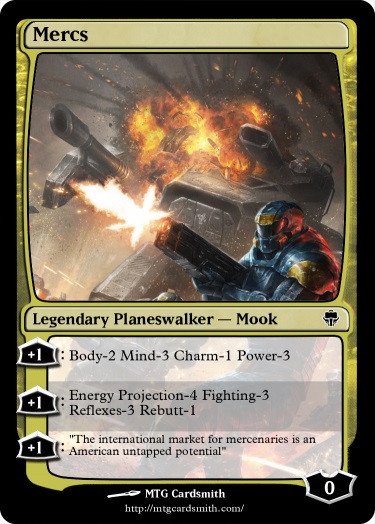 Mercs
Legendary Planeswalker — Mook
+1 : Body-2 Mind-3 Charm-1 Power-3
+1 : Energy Projection-4 Fighting-3
Reflexes-3 Rebutt-1
+1 : "The international market for mercenaries is an
American untapped potential"
0
MTG Cardsmith
http://mtgcardsmith.com/